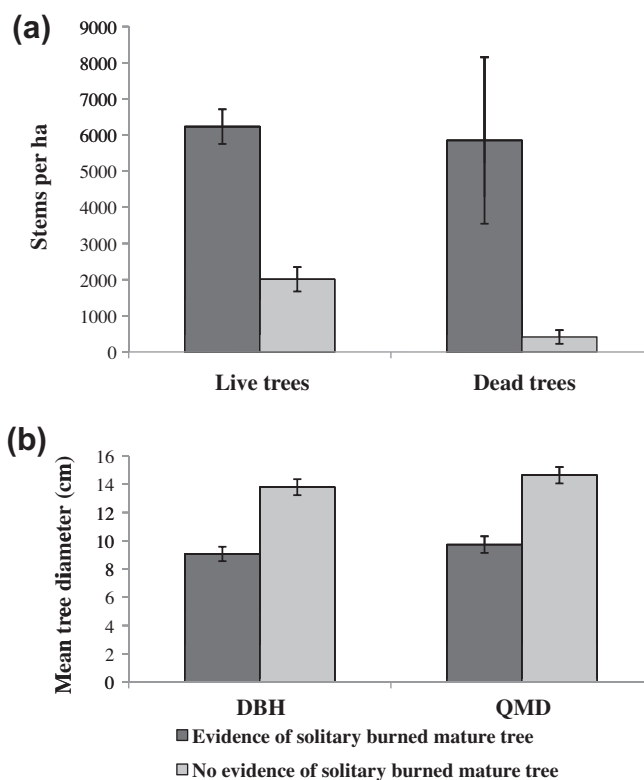 (a)
9000
8000
7000
6000
5000
4000
3000
2000
1000
0
Stems per ha
Live trees Dead trees
(b)
16
14
12
10
8
6
4
2
0
Mean tree diameter (cm)
DBH QMD
Evidence of solitary burned mature tree
No evidence of solitary burned mature tree